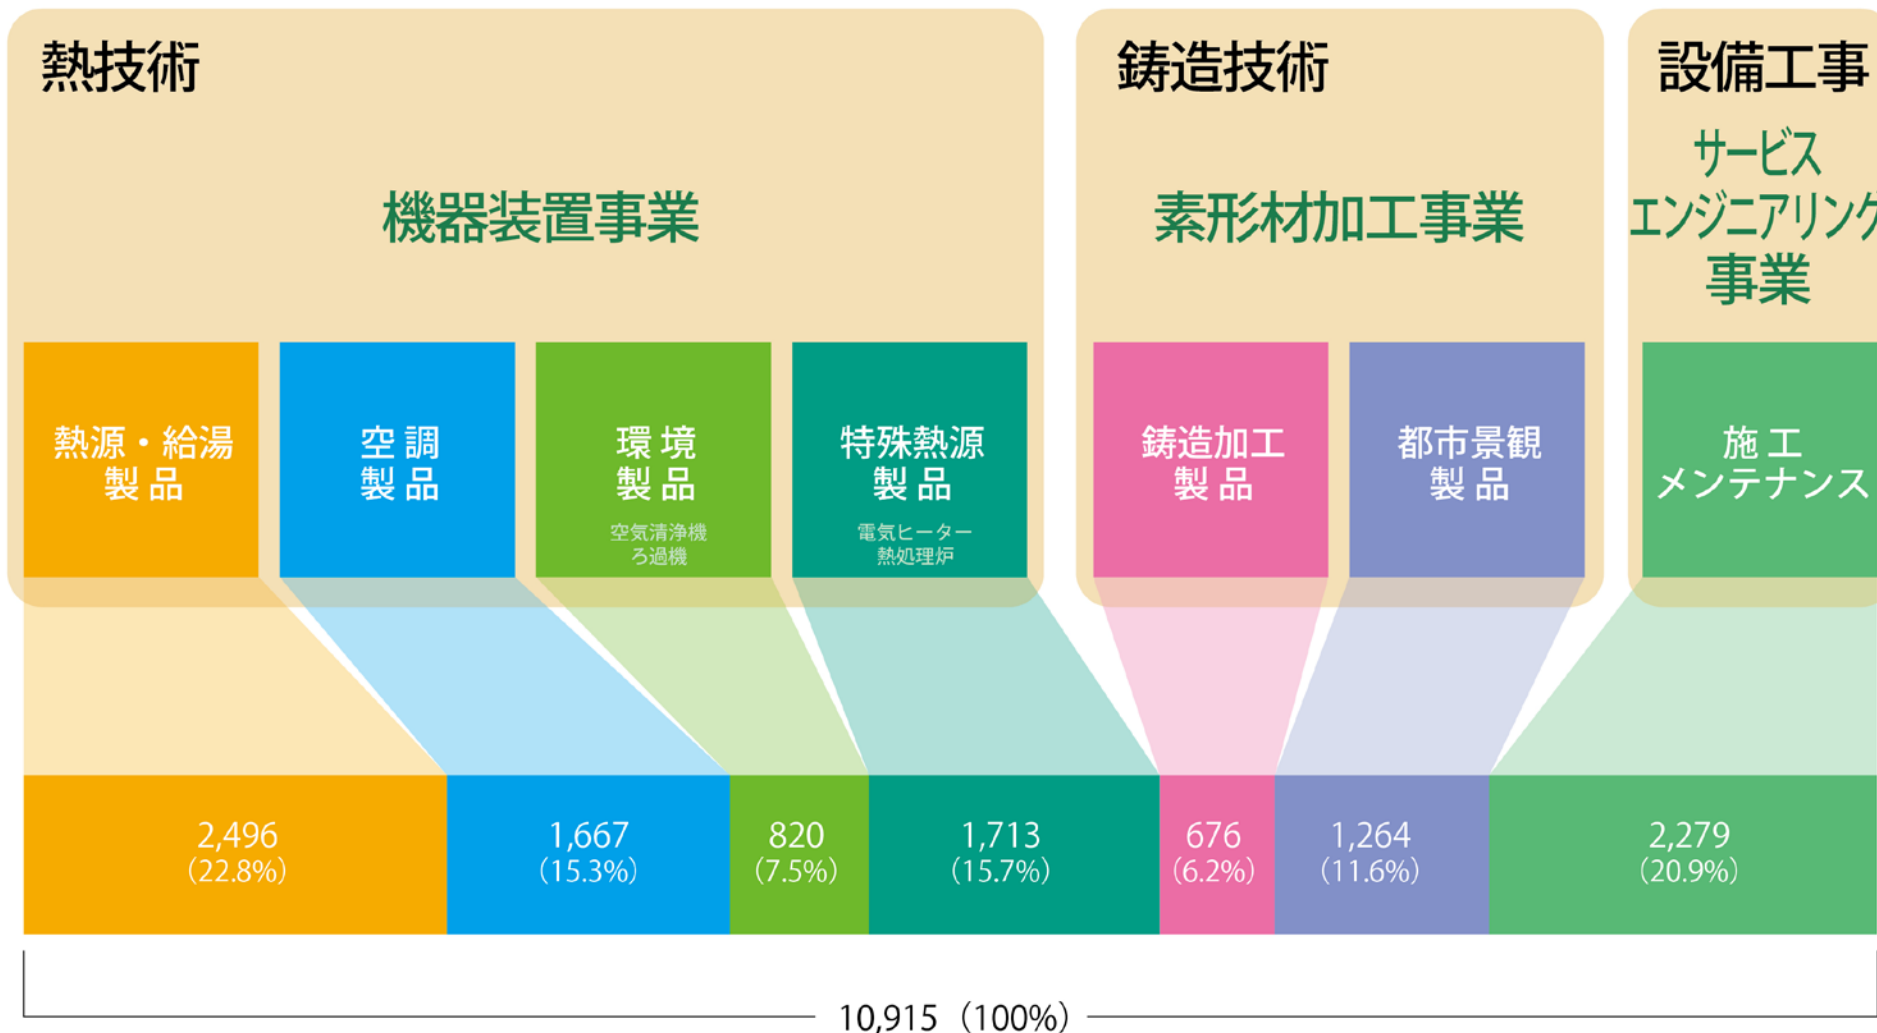 熱技術
機器装置事業
熱源・給湯
製 品
空 調
製 品
環 境
製 品
空気清浄機
ろ過機
特殊熱源
製 品
電気ヒーター
熱処理炉
鋳造技術
素形材加工事業
鋳造加工
製 品
都市景観
製 品
設備工事
サービス
エンジニアリング
事業
施 工
メンテナンス
2,496
(22.8%)
1,667
(15.3%)
820
(7.5%)
1,713
(15.7%)
676
(6.2%)
1,264
(11.6%)
2,279
(20.9%)
10,915（100%）